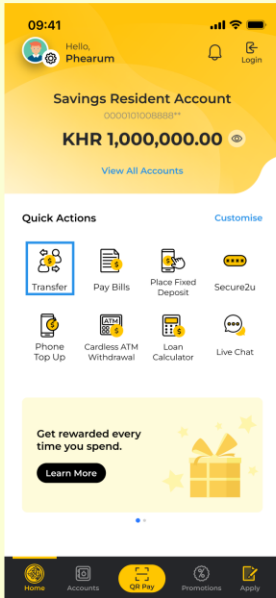 09:41
Hello,
Phearum
Login
Savings Resident Account
0000101008888**
KHR 1,000,000.00
View All Accounts
Quick Actions
Customise
Transfer
Pay Bills
Place Fixed
Deposit
Secure2u
Phone
Top Up
ATM
Cardless ATM
Withdrawal
Loan
Calculator
Live Chat
Get rewarded every
time you spend.
Learn More
Home
Accounts
QR Pay
Promotions
Apply